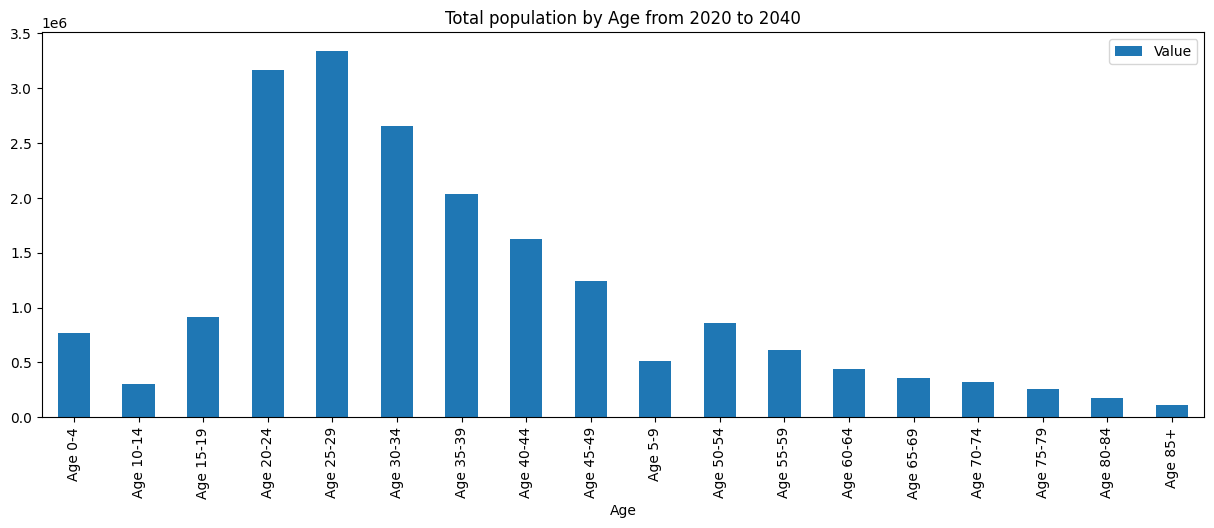 Total population by Age from 2020 to 2040
1e6
Value
3.5
3.0
2.5
2.0
1.5
1.0
0.5
0.0
Age 0-4
Age 10-14
Age 15-19
Age 20-24
Age 25-29
Age 30-34
Age 35-39
Age 40-44
Age 45-49
Age 5-9
Age 50-54
Age 55-59
Age 60-64
Age 65-69
Age 70-74
Age 75-79
Age 80-84
Age 85+
Age